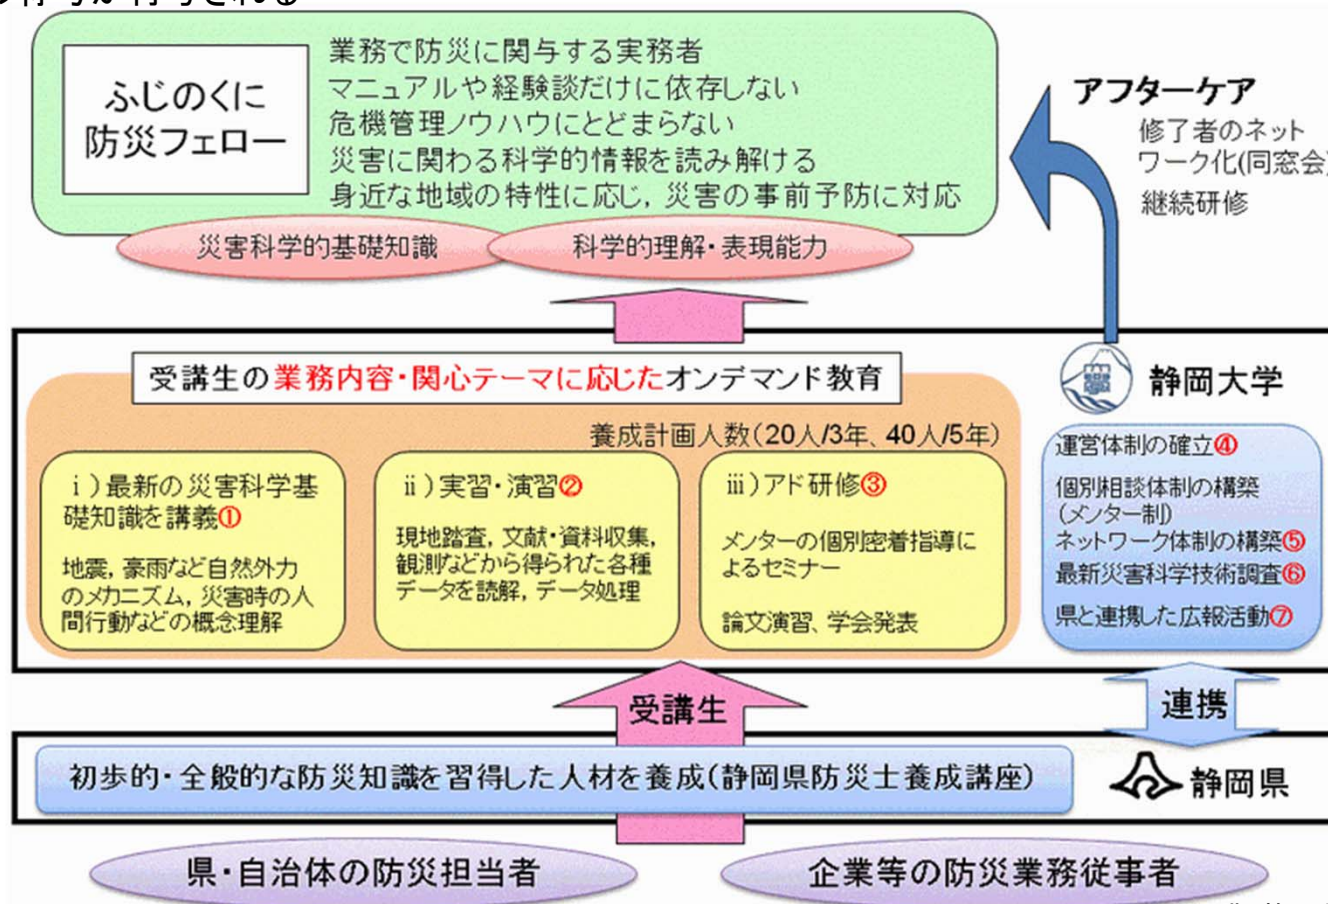 が付与される
ふじのくに
防災フェロー
業務で防災に関与する実務者
マニュアルや経験談だけに依存しない
危機管理ノウハウにとどまらない
災害に関わる科学的情報を読み解ける
身近な地域の特性に応じ，災害の事前予防に対応
災害科学的基礎知識
科学的理解・表現能力
アフターケア
修了者のネット
ワーク化(同窓会)
継続研修
受講生の業務内容・関心テーマに応じたオンデマンド教育
養成計画人数(20人/3年、40人/5年)
ⅰ)最新の災害科学基
礎知識を講義①
地震，豪雨など自然外力
のメカニズム，災害時の人
間行動などの概念理解
ⅱ)実習・演習②
現地踏査，文献・資料収集，
観測などから得られた各種
データを読解，データ処理
ⅲ)アド研修③
メンターの個別密着指導に
よるセミナー
論文演習、学会発表
静岡大学
運営体制の確立④
個別相談体制の構築
(メンター制)
ネットワーク体制の構築⑤
最新災害科学技術調査⑥
県と連携した広報活動⑦
受講生
連携
初歩的・全般的な防災知識を習得した人材を養成(静岡県防災士養成講座)
静岡県
県・自治体の防災担当者
企業等の防災業務従事者